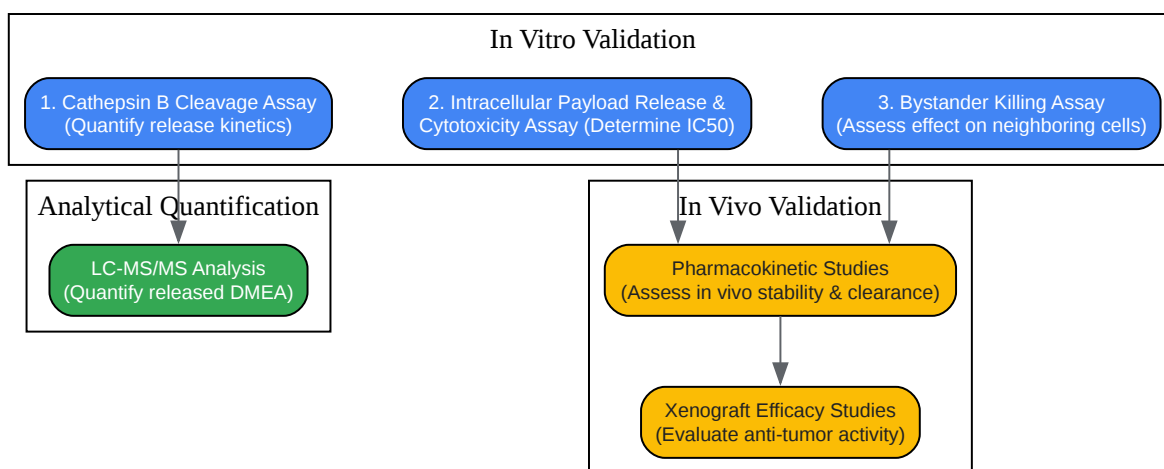 In Vitro Validation
1. Cathepsin B Cleavage Assay
(Quantify release kinetics)
2. Intracellular Payload Release &
Cytotoxicity Assay (Determine IC50)
3. Bystander Killing Assay
(Assess effect on neighboring cells)
Analytical Quantification
LC-MS/MS Analysis
(Quantify released DMEA)
In Vivo Validation
Pharmacokinetic Studies
(Assess in vivo stability & clearance)
Xenograft Efficacy Studies
(Evaluate anti-tumor activity)